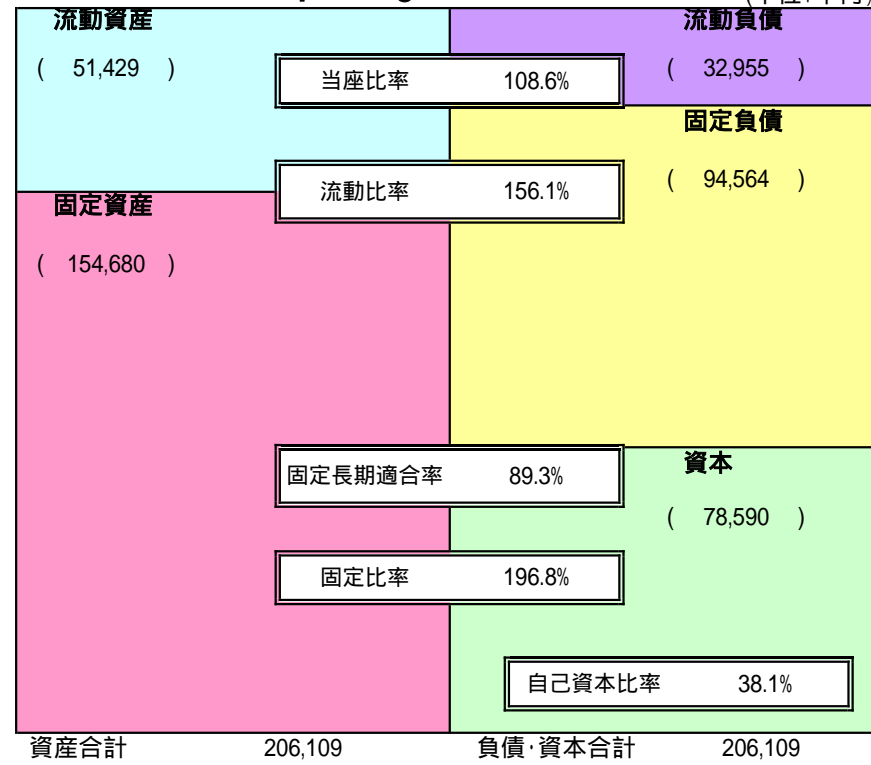 流動資産
( 51,429 )
流動負債
( 32,955 )
当座比率 108.6%
固定負債
( 94,564 )
流動比率 156.1%
固定資産
( 154,680 )
固定長期適合率 89.3%
資本
( 78,590 )
固定比率 196.8%
自己資本比率 38.1%
資産合計 206,109 負債・資本合計 206,109